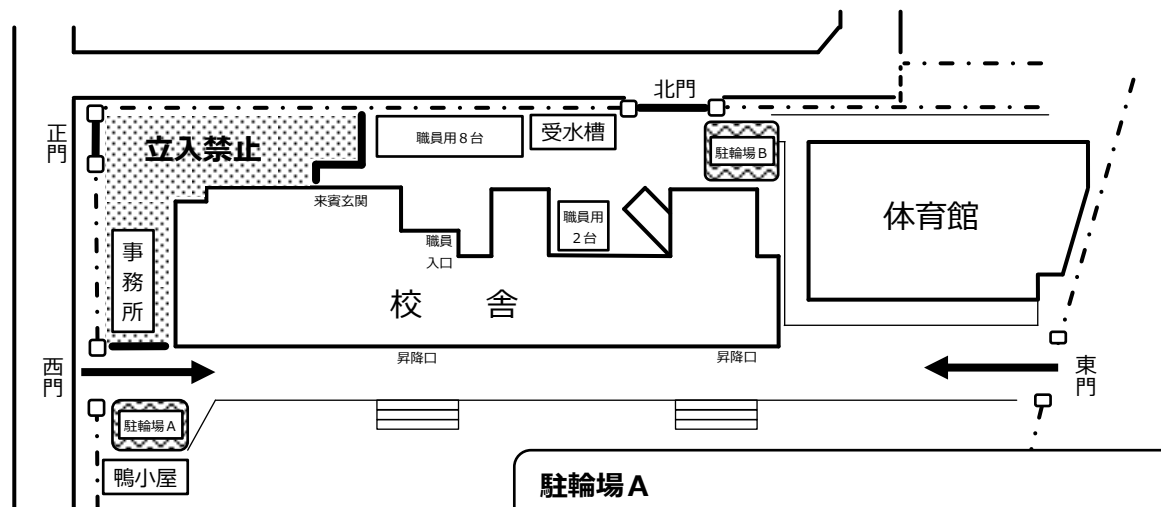 北門
正門
立入禁止
職員用８台
受水槽
駐輪場Ｂ
来賓玄関
職員用
２台
体育館
職員
入口
事務所
校　舎
昇降口
昇降口
西門
東門
駐輪場Ａ
鴨小屋
駐輪場Ａ